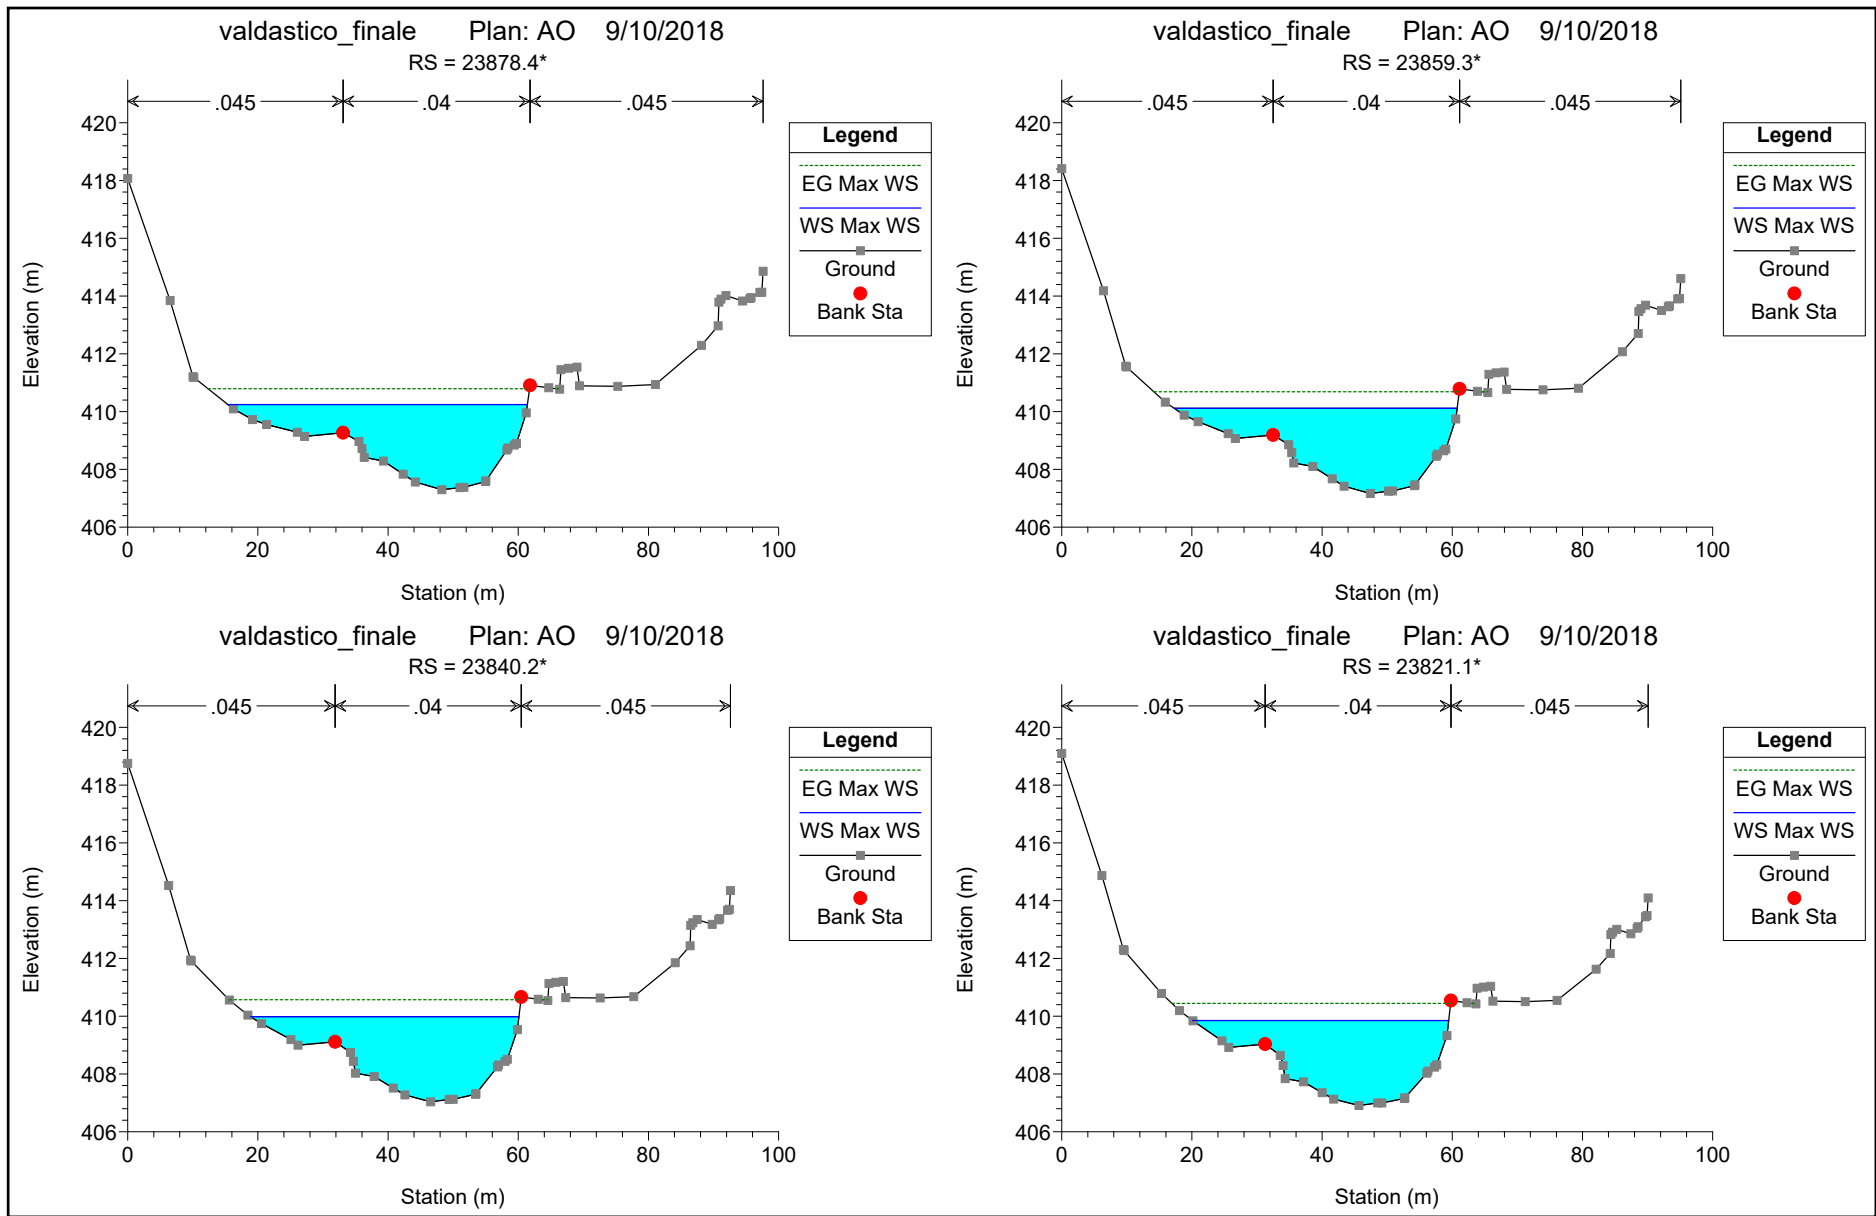 valdastico_finale Plan: AO 9/10/2018
RS = 23878.4*
.045 .04 .045
420
418
416
414
412
410
408
406
0 20 40 60 80 100
Station (m)
Elevation (m)
Legend
EG Max WS
WS Max WS
Ground
Bank Sta
valdastico_finale Plan: AO 9/10/2018
RS = 23859.3*
.045 .04 .045
420
418
416
414
412
410
408
406
0 20 40 60 80 100
Station (m)
Elevation (m)
Legend
EG Max WS
WS Max WS
Ground
Bank Sta
valdastico_finale Plan: AO 9/10/2018
RS = 23840.2*
.045 .04 .045
420
418
416
414
412
410
408
406
0 20 40 60 80 100
Station (m)
Elevation (m)
Legend
EG Max WS
WS Max WS
Ground
Bank Sta
valdastico_finale Plan: AO 9/10/2018
RS = 23821.1*
.045 .04 .045
420
418
416
414
412
410
408
406
0 20 40 60 80 100
Station (m)
Elevation (m)
Legend
EG Max WS
WS Max WS
Ground
Bank Sta